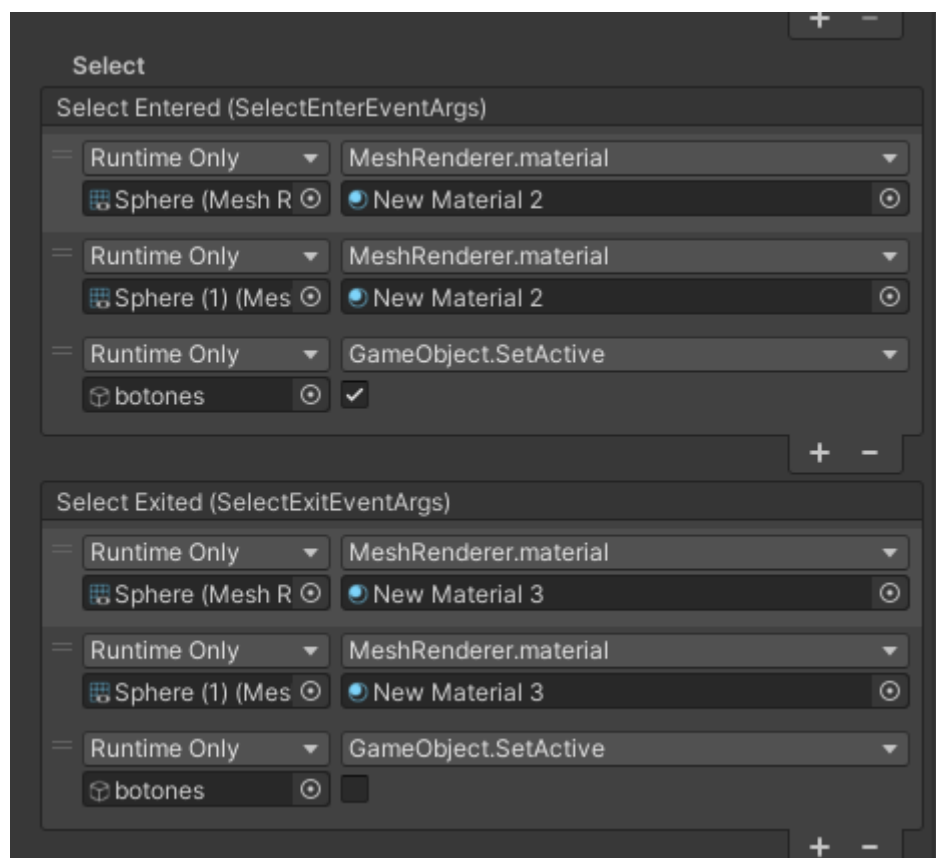 Select
Select Entered (SelectEnterEventArgs)
Runtime Only MeshRenderer.material
Sphere (Mesh R New Material 2
Runtime Only MeshRenderer.material
Sphere (1) (Mes New Material 2
Runtime Only GameObject.SetActive
botones
Select Exited (SelectExitEventArgs)
Runtime Only MeshRenderer.material
Sphere (Mesh R New Material 3
Runtime Only MeshRenderer.material
Sphere (1) (Mes New Material 3
Runtime Only GameObject.SetActive
botones